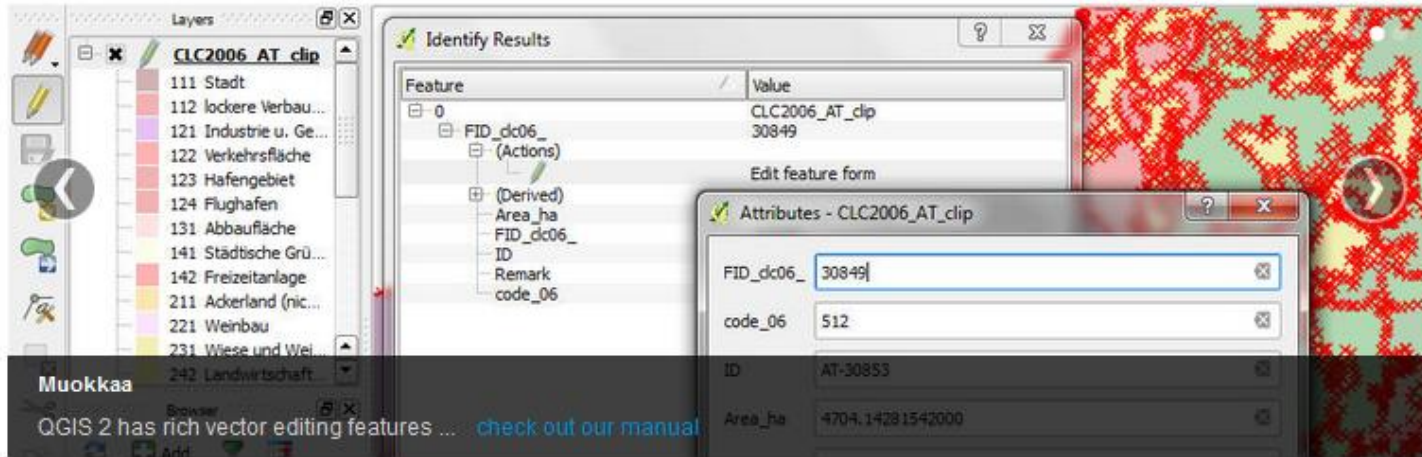 Layers
CLC2006_AT_clip
111 Stadt
112 lockere Verbau...
121 Industrie u. Ge...
122 Verkehrsfläche
123 Hafengebiet
124 Flughafen
131 Abbaufläche
141 Städtische Grü...
142 Freizeitanlage
211 Ackerland (nic...
221 Weinbau
231 Wiese und Wei...
242 Landwirtschaft...
Browser
Add
Identify Results
Feature Value
0 CLC2006_AT_clip
FID_clc06_ 30849
(Actions)
Edit feature form
(Derived)
Area_ha
FID_clc06_
ID
Remark
code_06
Attributes - CLC2006_AT_clip
FID_clc06_ 30849
code_06 512
ID AT-30853
Area_ha 4704.14281542000
Muokkaa
QGIS 2 has rich vector editing features ... check out our manual